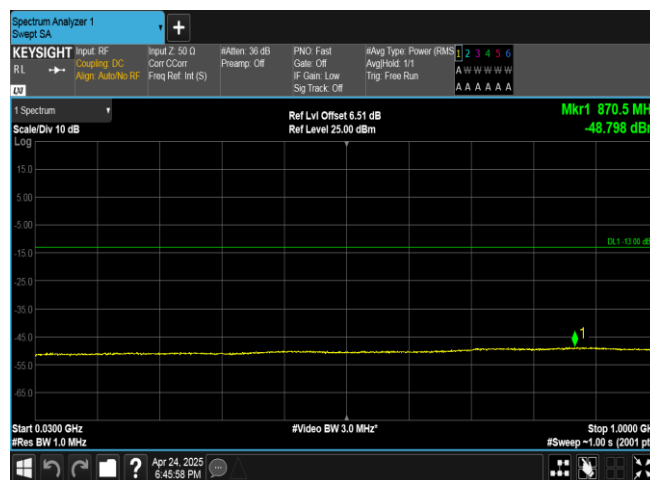 Spectrum Analyzer 1
Swept SA
+
KEYSIGHT
R L
LXI
Input: RF
Coupling: DC
Align: Auto/No RF
Input Z: 50 Ω
Corr CCorr
Freq Ref: Int (S)
#Atten: 36 dB
Preamp: Off
PNO: Fast
Gate: Off
IF Gain: Low
Sig Track: Off
#Avg Type: Power (RMS
Avg|Hold: 1/1
Trig: Free Run
1 2 3 4 5 6
A W W W W W
A A A A A A
1 Spectrum
Scale/Div 10 dB
Log
Ref Lvl Offset 6.51 dB
Ref Level 25.00 dBm
Mkr1 870.5 MH
-48.798 dBr
15.0
5.00
-5.00
DL1 -13.00 dB
-15.0
-25.0
-35.0
-45.0
1
-55.0
-65.0
Start 0.0300 GHz
#Res BW 1.0 MHz
#Video BW 3.0 MHz*
Stop 1.0000 GH
#Sweep ~1.00 s (2001 pt
?
Apr 24, 2025
6:45:58 PM